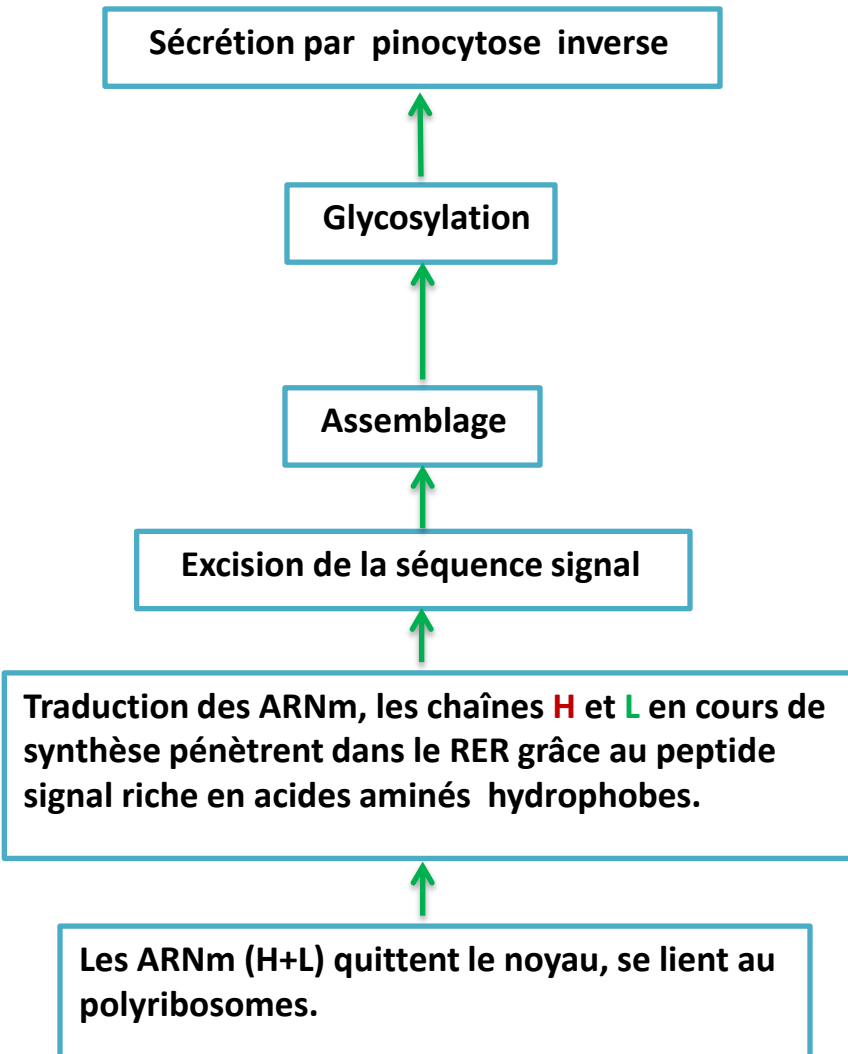 Sécrétion par pinocytose inverse
Glycosylation
Assemblage
Excision de la séquence signal
Traduction des ARNm, les chaînes H et L en cours de
synthèse pénètrent dans le RER grâce au peptide
signal riche en acides aminés hydrophobes.
Les ARNm (H+L) quittent le noyau, se lient au
polyribosomes.